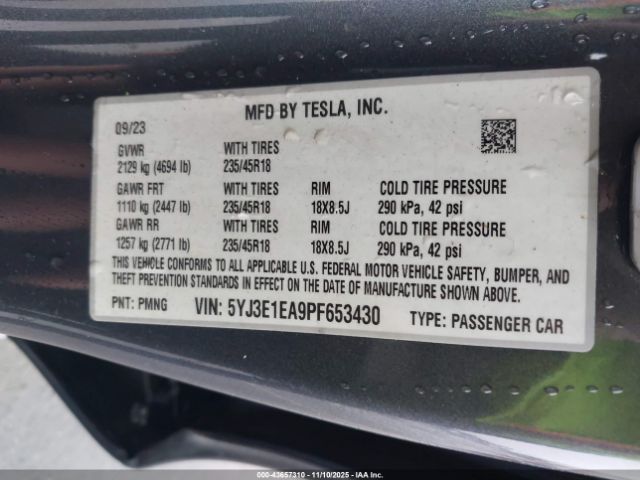 MFD BY TESLA, INC.
09/23
GVWR WITH TIRES
2129 kg (4694 lb) 235/45R18
GAWR FRT WITH TIRES RIM COLD TIRE PRESSURE
1110 kg (2447 lb) 235/45R18 18X8.5J 290 kPa, 42 psi
GAWR RR WITH TIRES RIM COLD TIRE PRESSURE
1257 kg (2771 lb) 235/45R18 18X8.5J 290 kPa, 42 psi
THIS VEHICLE CONFORMS TO ALL APPLICABLE U.S. FEDERAL MOTOR VEHICLE SAFETY, BUMPER, AND
THEFT PREVENTION STANDARDS IN EFFECT ON THE DATE OF MANUFACTURE SHOWN ABOVE.
PNT: PMNG VIN: 5YJ3E1EA9PF653430 TYPE: PASSENGER CAR
000-43657310 - 11/10/2025 - IAA Inc.